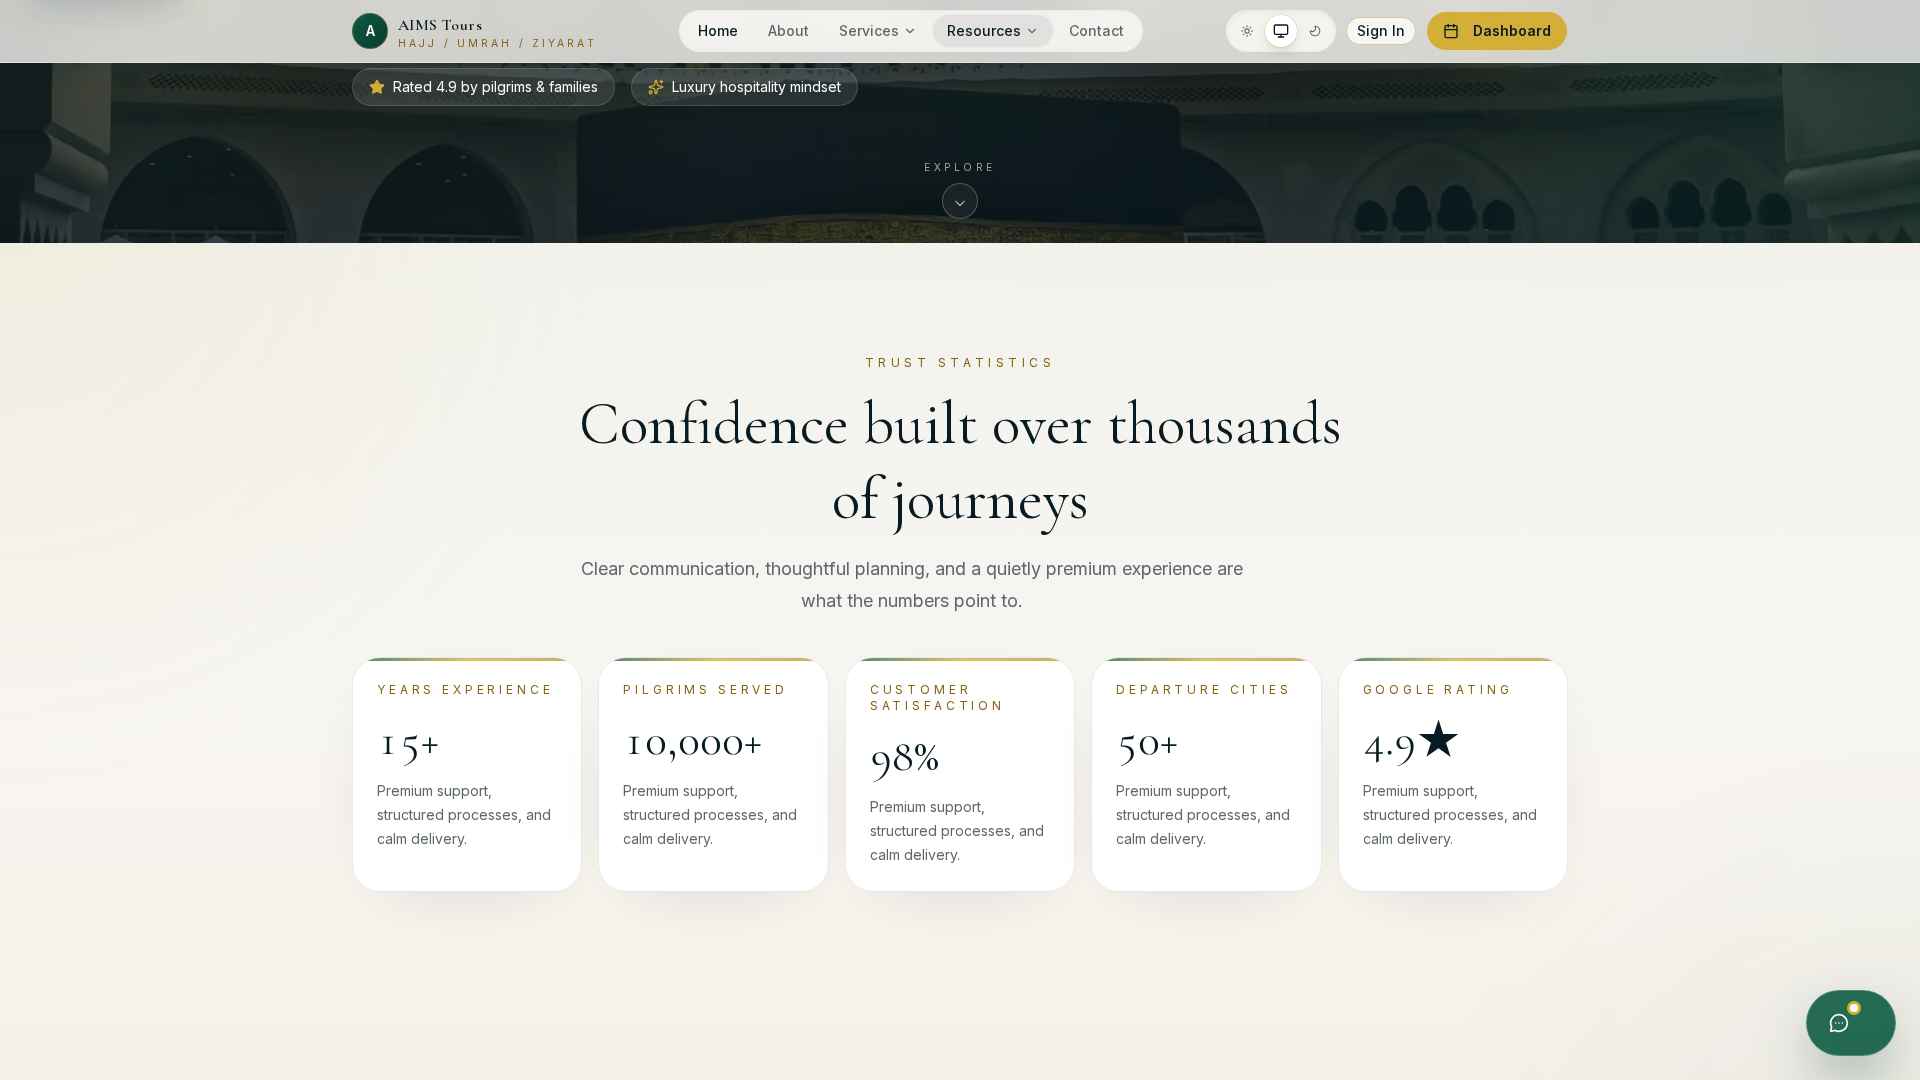 A
AIMS Tours
HAJJ / UMRAH / ZIYARAT
Home
About
Services
Resources
Contact
Sign In
Dashboard
Rated 4.9 by pilgrims & families
Luxury hospitality mindset
EXPLORE
TRUST STATISTICS
Confidence built over thousands
of journeys
Clear communication, thoughtful planning, and a quietly premium experience are
what the numbers point to.
YEARS EXPERIENCE
15+
Premium support,
structured processes, and
calm delivery.
PILGRIMS SERVED
10,000+
Premium support,
structured processes, and
calm delivery.
CUSTOMER
SATISFACTION
98%
Premium support,
structured processes, and
calm delivery.
DEPARTURE CITIES
50+
Premium support,
structured processes, and
calm delivery.
GOOGLE RATING
4.9★
Premium support,
structured processes, and
calm delivery.